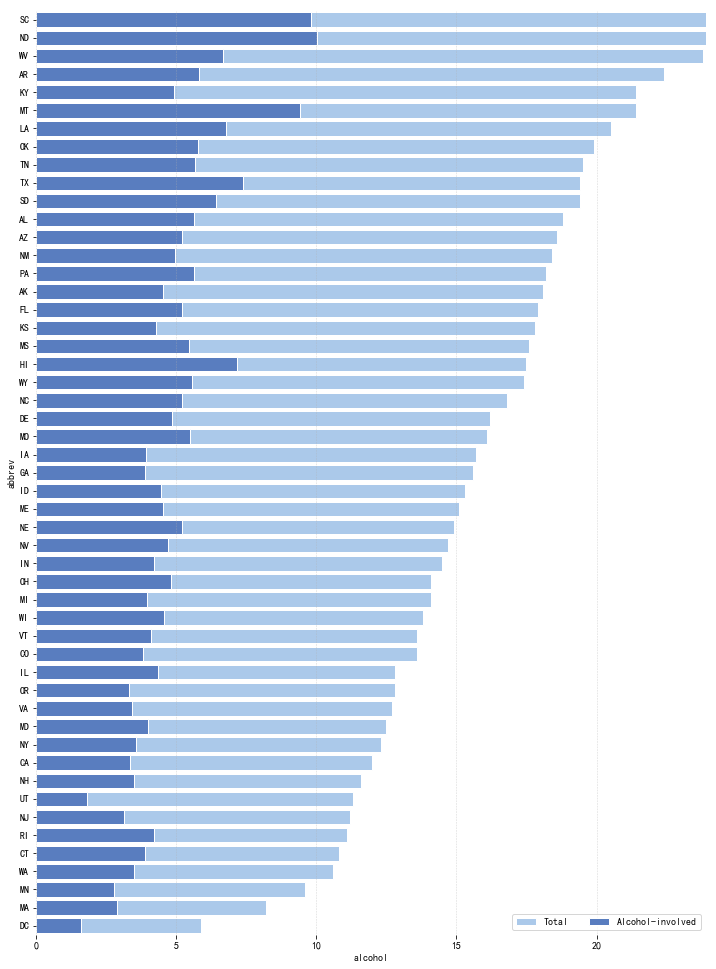 SC
ND
WV
AR
KY
MT
LA
OK
TN
TX
SD
AL
AZ
NM
PA
AK
FL
KS
MS
HI
WY
NC
DE
MO
IA
GA
ID
ME
NE
NV
IN
OH
MI
WI
VT
CO
IL
OR
VA
MD
NY
CA
NH
UT
NJ
RI
CT
WA
MN
MA
DC
abbrev
Total Alcohol-involved
0 5 10 15 20
alcohol